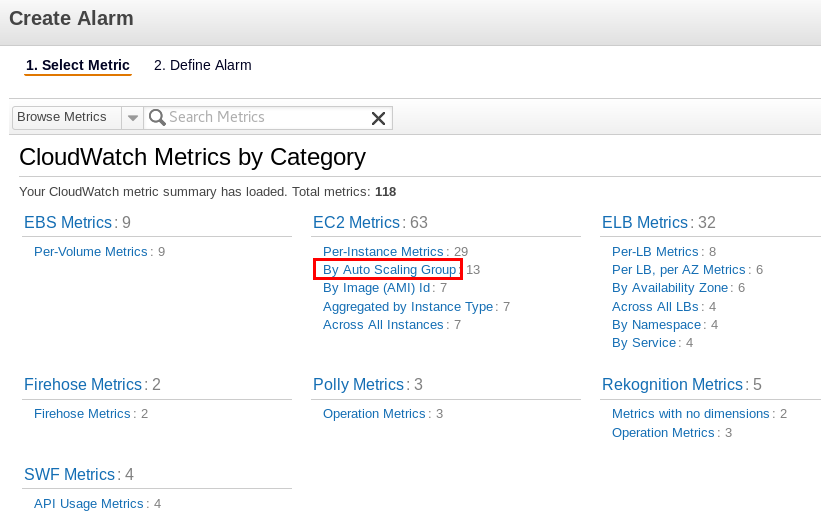 Create Alarm
1. Select Metric 2. Define Alarm
Browse Metrics Search Metrics
CloudWatch Metrics by Category
Your CloudWatch metric summary has loaded. Total metrics: 118
EBS Metrics: 9
Per-Volume Metrics: 9
EC2 Metrics: 63
Per-Instance Metrics: 29
By Auto Scaling Group: 13
By Image (AMI) Id: 7
Aggregated by Instance Type: 7
Across All Instances: 7
ELB Metrics: 32
Per-LB Metrics: 8
Per LB, per AZ Metrics: 6
By Availability Zone: 6
Across All LBs: 4
By Namespace: 4
By Service: 4
Firehose Metrics: 2
Firehose Metrics: 2
Polly Metrics: 3
Operation Metrics: 3
Rekognition Metrics: 5
Metrics with no dimensions: 2
Operation Metrics: 3
SWF Metrics: 4
API Usage Metrics: 4